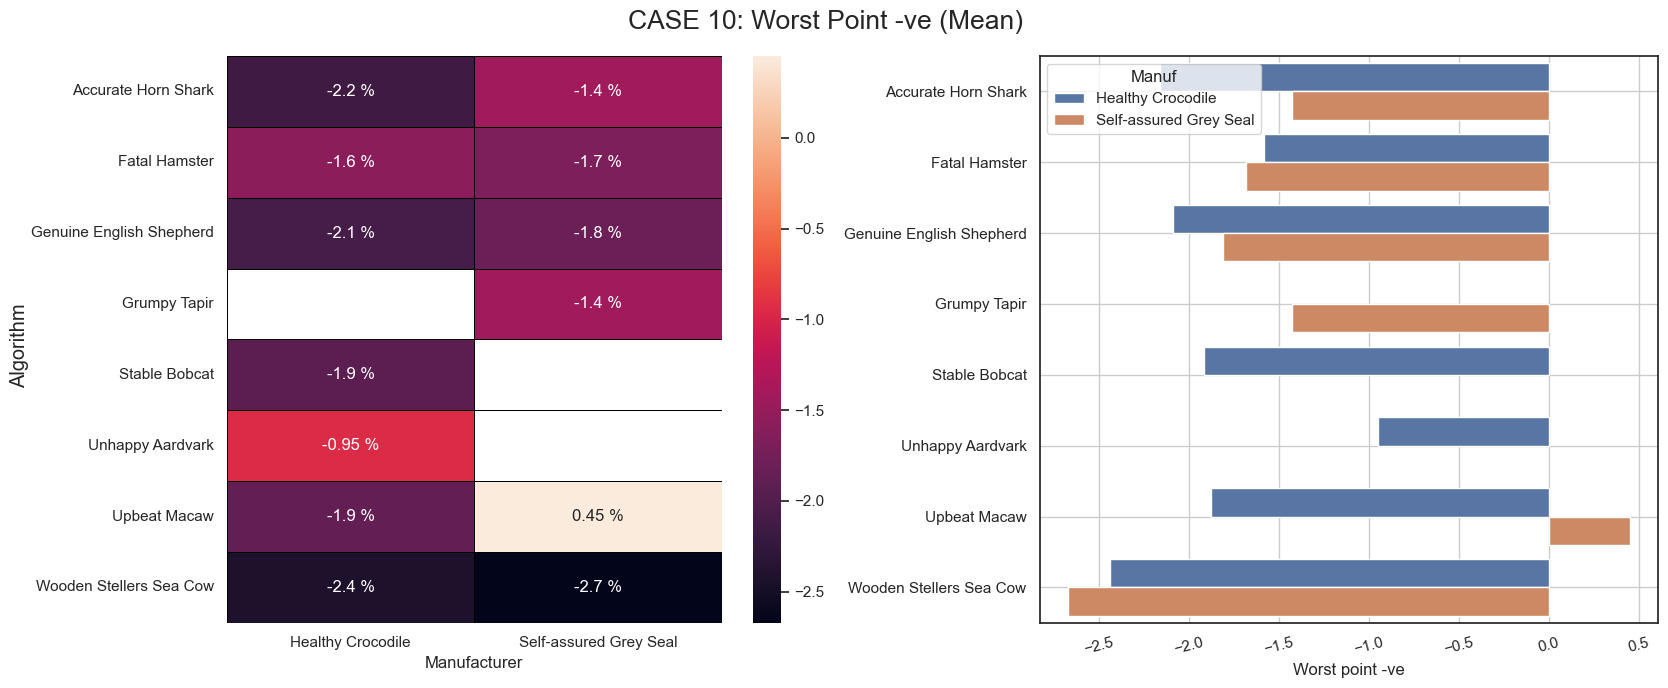 CASE 10: Worst Point -ve (Mean)
Algorithm
Accurate Horn Shark
Fatal Hamster
Genuine English Shepherd
Grumpy Tapir
Stable Bobcat
Unhappy Aardvark
Upbeat Macaw
Wooden Stellers Sea Cow
-2.2 % -1.4 %
-1.6 % -1.7 %
-2.1 % -1.8 %
-1.4 %
-1.9 %
-0.95 %
-1.9 % 0.45 %
-2.4 % -2.7 %
Healthy Crocodile Self-assured Grey Seal
Manufacturer
0.0
−0.5
−1.0
−1.5
−2.0
−2.5
Manuf
Healthy Crocodile
Self-assured Grey Seal
Accurate Horn Shark
Fatal Hamster
Genuine English Shepherd
Grumpy Tapir
Stable Bobcat
Unhappy Aardvark
Upbeat Macaw
Wooden Stellers Sea Cow
−2.5 −2.0 −1.5 −1.0 −0.5 0.0 0.5
Worst point -ve